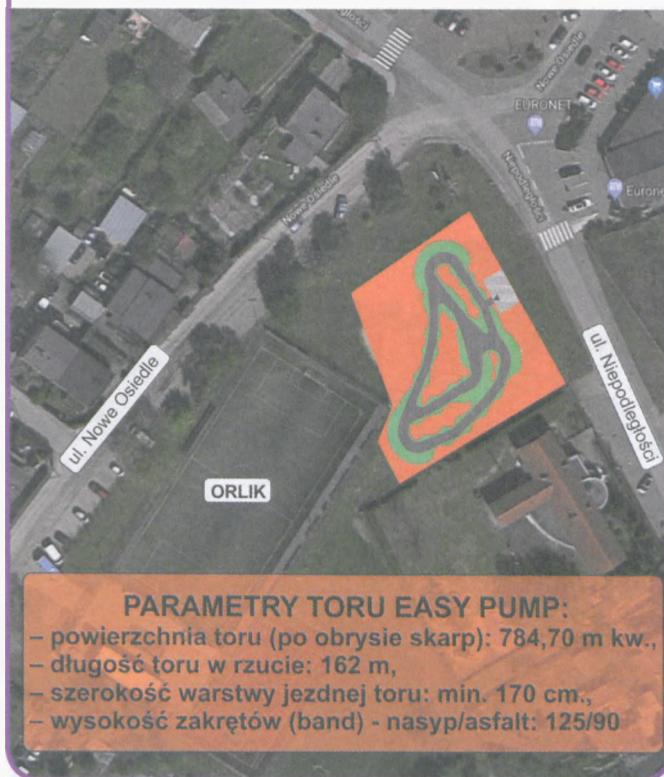 głości
Nowe Osiedle
EURONET
Eurone
Niepodległości
Nowe Osiedle
ul. Niepodległości
ul. Nowe Osiedle
ORLIK
PARAMETRY TORU EASY PUMP:
– powierzchnia toru (po obrysie skarp): 784,70 m kw.,
– długość toru w rzucie: 162 m,
– szerokość warstwy jezdnej toru: min. 170 cm.,
– wysokość zakrętów (band) - nasyp/asfalt: 125/90